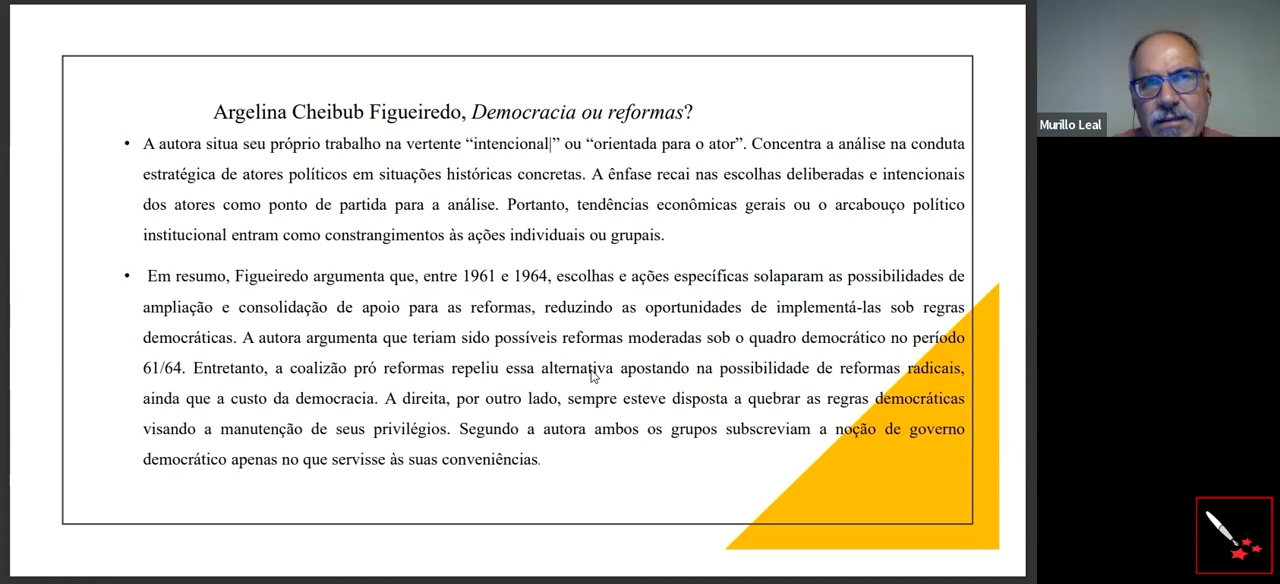 Argelina Cheibub Figueiredo, Democracia ou reformas?
• A autora situa seu próprio trabalho na vertente “intencional” ou “orientada para o ator”. Concentra a análise na conduta
estratégica de atores políticos em situações históricas concretas. A ênfase recai nas escolhas deliberadas e intencionais
dos atores como ponto de partida para a análise. Portanto, tendências econômicas gerais ou o arcabouço político
institucional entram como constrangimentos às ações individuais ou grupais.
• Em resumo, Figueiredo argumenta que, entre 1961 e 1964, escolhas e ações específicas solaparam as possibilidades de
ampliação e consolidação de apoio para as reformas, reduzindo as oportunidades de implementá-las sob regras
democráticas. A autora argumenta que teriam sido possíveis reformas moderadas sob o quadro democrático no período
61/64. Entretanto, a coalizão pró reformas repeliu essa alternativa apostando na possibilidade de reformas radicais,
ainda que a custo da democracia. A direita, por outro lado, sempre esteve disposta a quebrar as regras democráticas
visando a manutenção de seus privilégios. Segundo a autora ambos os grupos subscreviam a noção de governo
democrático apenas no que servisse às suas conveniências.
Murillo Leal